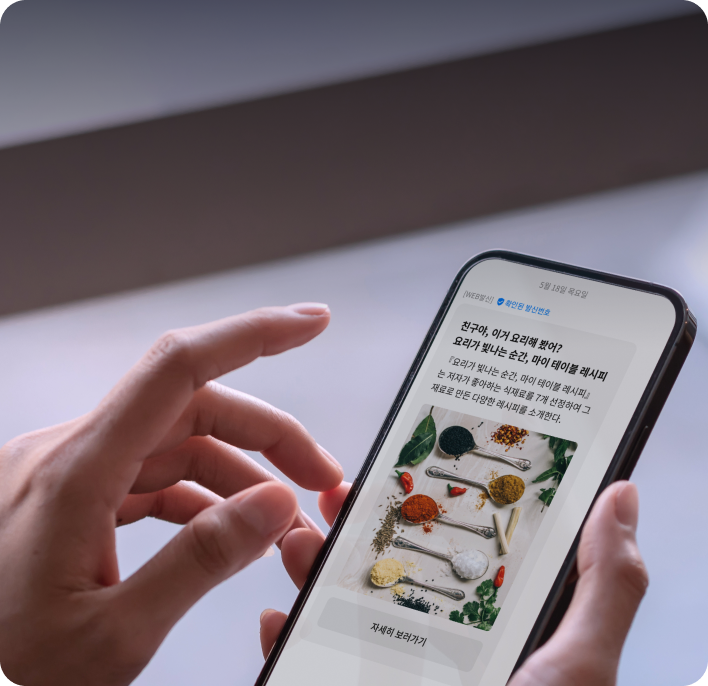 5월 18일 목요일
[WEB발신] 확인된 발신번호
친구야, 이거 요리해 봤어?
요리가 빛나는 순간, 마이 테이블 레시피
『요리가 빛나는 순간, 마이 테이블 레시피』
는 저자가 좋아하는 식재료를 7개 선정하여 그
재료로 만든 다양한 레시피를 소개한다.
자세히 보러가기